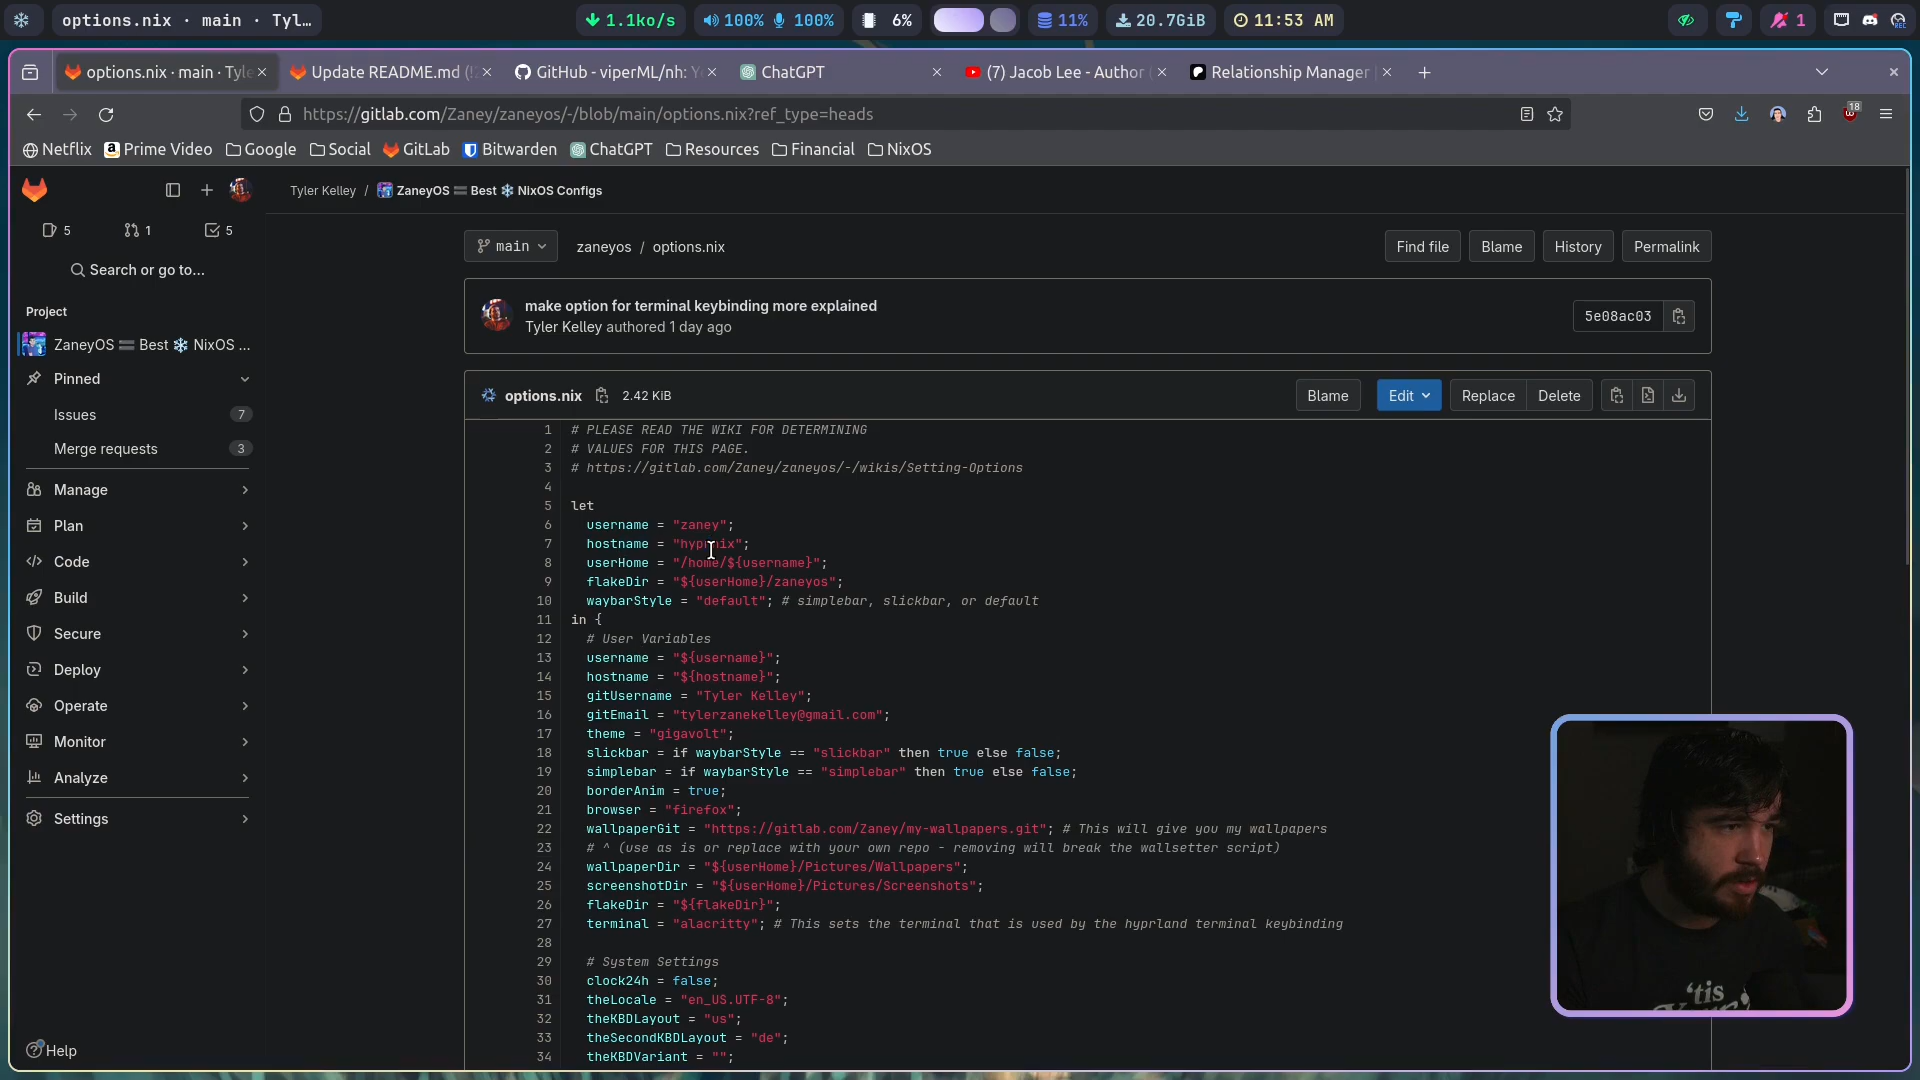 options.nix · main · Tyl…
1.1ko/s
100% 100%
6%
11%
20.7GiB
11:53 AM
1
options.nix · main · Tyle
Update README.md (!
GitHub - viperML/nh: Y
ChatGPT
(7) Jacob Lee - Author (
Relationship Manager
https://gitlab.com/Zaney/zaneyos/-/blob/main/options.nix?ref_type=heads
18
Netflix
Prime Video
Google
Social
GitLab
Bitwarden
ChatGPT
Resources
Financial
NixOS
Tyler Kelley / ZaneyOS 🟰 Best ❄️ NixOS Configs
5
1
5
Search or go to...
Project
ZaneyOS 🟰 Best ❄️ NixOS ...
Pinned
Issues 7
Merge requests 3
Manage
Plan
Code
Build
Secure
Deploy
Operate
Monitor
Analyze
Settings
Help
main
zaneyos / options.nix
Find file
Blame
History
Permalink
make option for terminal keybinding more explained
Tyler Kelley authored 1 day ago
5e08ac03
options.nix 2.42 KiB
Blame
Edit
Replace
Delete
1 # PLEASE READ THE WIKI FOR DETERMINING
2 # VALUES FOR THIS PAGE.
3 # https://gitlab.com/Zaney/zaneyos/-/wikis/Setting-Options
4
5 let
6   username = "zaney";
7   hostname = "hyprnix";
8   userHome = "/home/${username}";
9   flakeDir = "${userHome}/zaneyos";
10   waybarStyle = "default"; # simplebar, slickbar, or default
11 in {
12   # User Variables
13   username = "${username}";
14   hostname = "${hostname}";
15   gitUsername = "Tyler Kelley";
16   gitEmail = "tylerzanekelley@gmail.com";
17   theme = "gigavolt";
18   slickbar = if waybarStyle == "slickbar" then true else false;
19   simplebar = if waybarStyle == "simplebar" then true else false;
20   borderAnim = true;
21   browser = "firefox";
22   wallpaperGit = "https://gitlab.com/Zaney/my-wallpapers.git"; # This will give you my wallpapers
23   # ^ (use as is or replace with your own repo - removing will break the wallsetter script)
24   wallpaperDir = "${userHome}/Pictures/Wallpapers";
25   screenshotDir = "${userHome}/Pictures/Screenshots";
26   flakeDir = "${flakeDir}";
27   terminal = "alacritty"; # This sets the terminal that is used by the hyprland terminal keybinding
28
29   # System Settings
30   clock24h = false;
31   theLocale = "en_US.UTF-8";
32   theKBDLayout = "us";
33   theSecondKBDLayout = "de";
34   theKBDVariant = "";
'tis